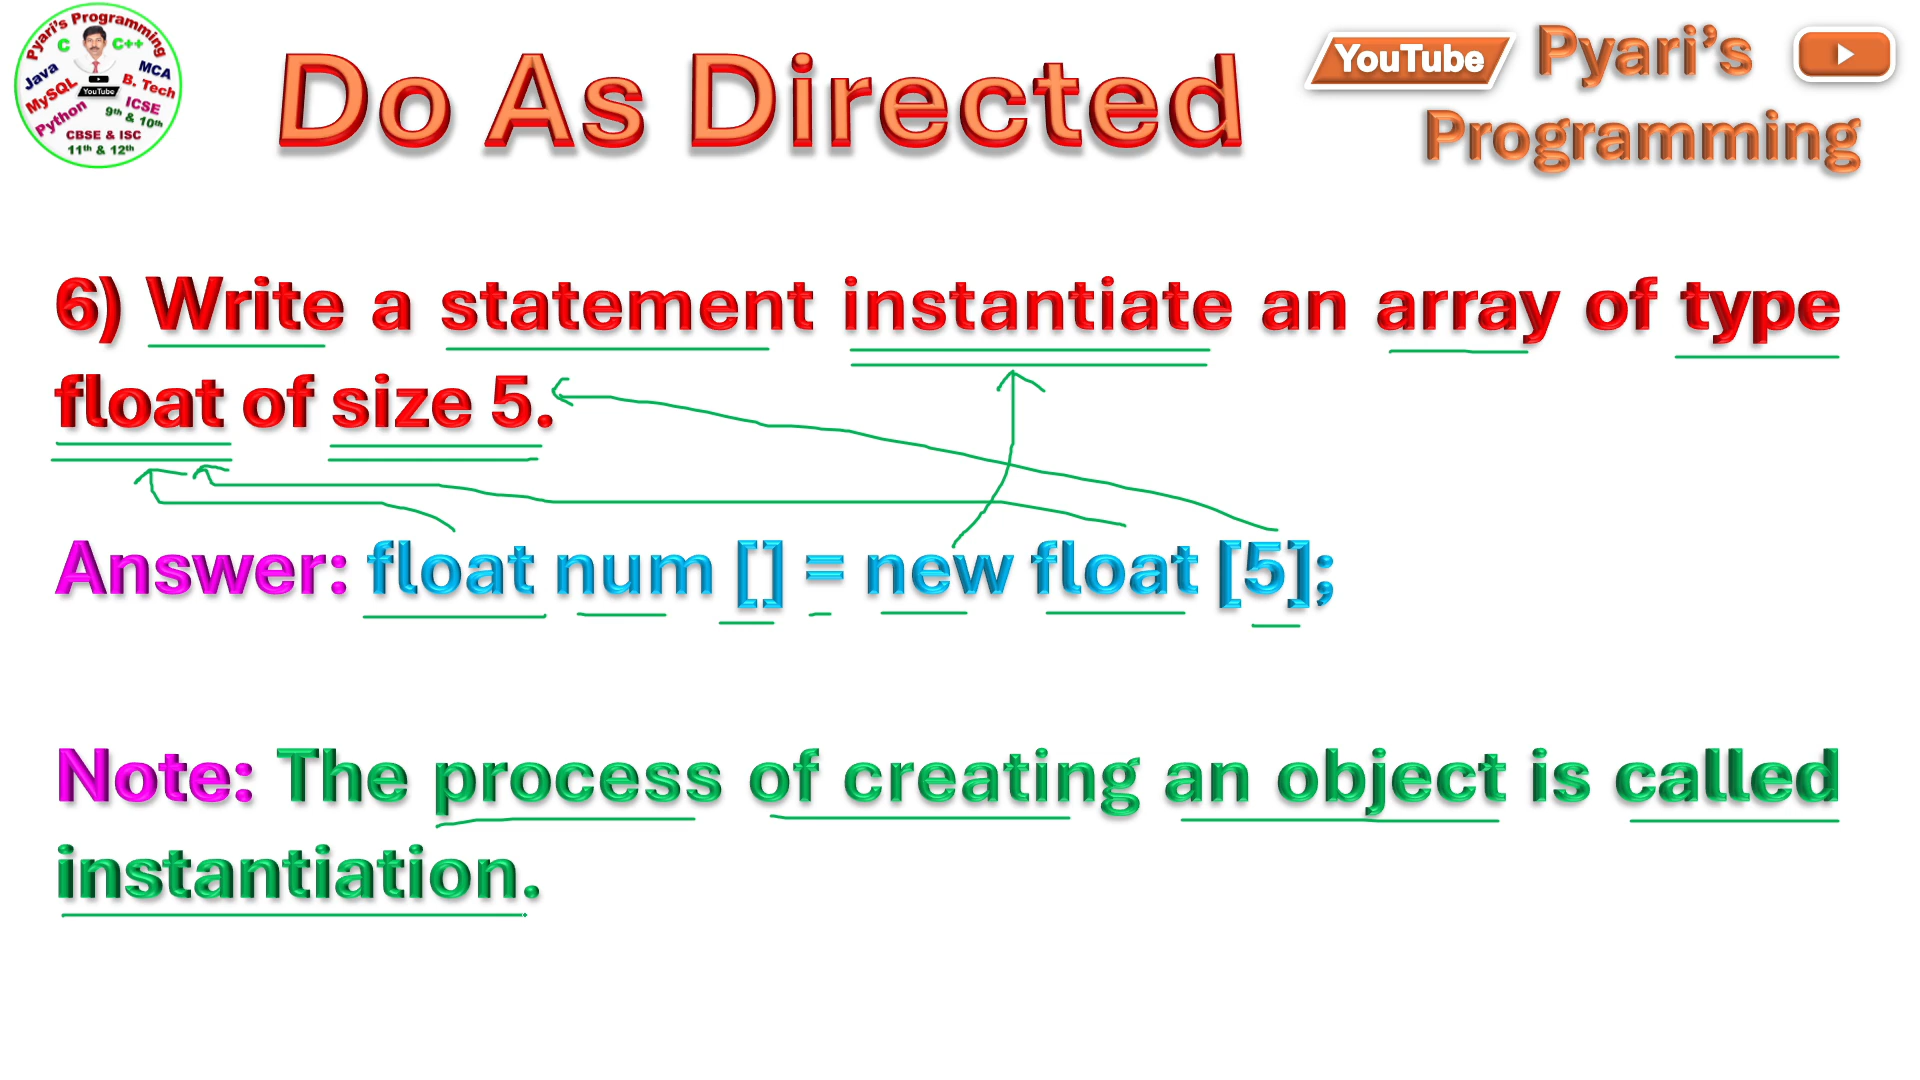 Pyari's Programming
C C++
Java MCA
MySQL B. Tech
YouTube
Python ICSE
9th & 10th
CBSE & ISC
11th & 12th
Do As Directed
YouTube Pyari's
Programming
6) Write a statement instantiate an array of type
float of size 5.
Answer: float num [] = new float [5];
Note: The process of creating an object is called
instantiation.